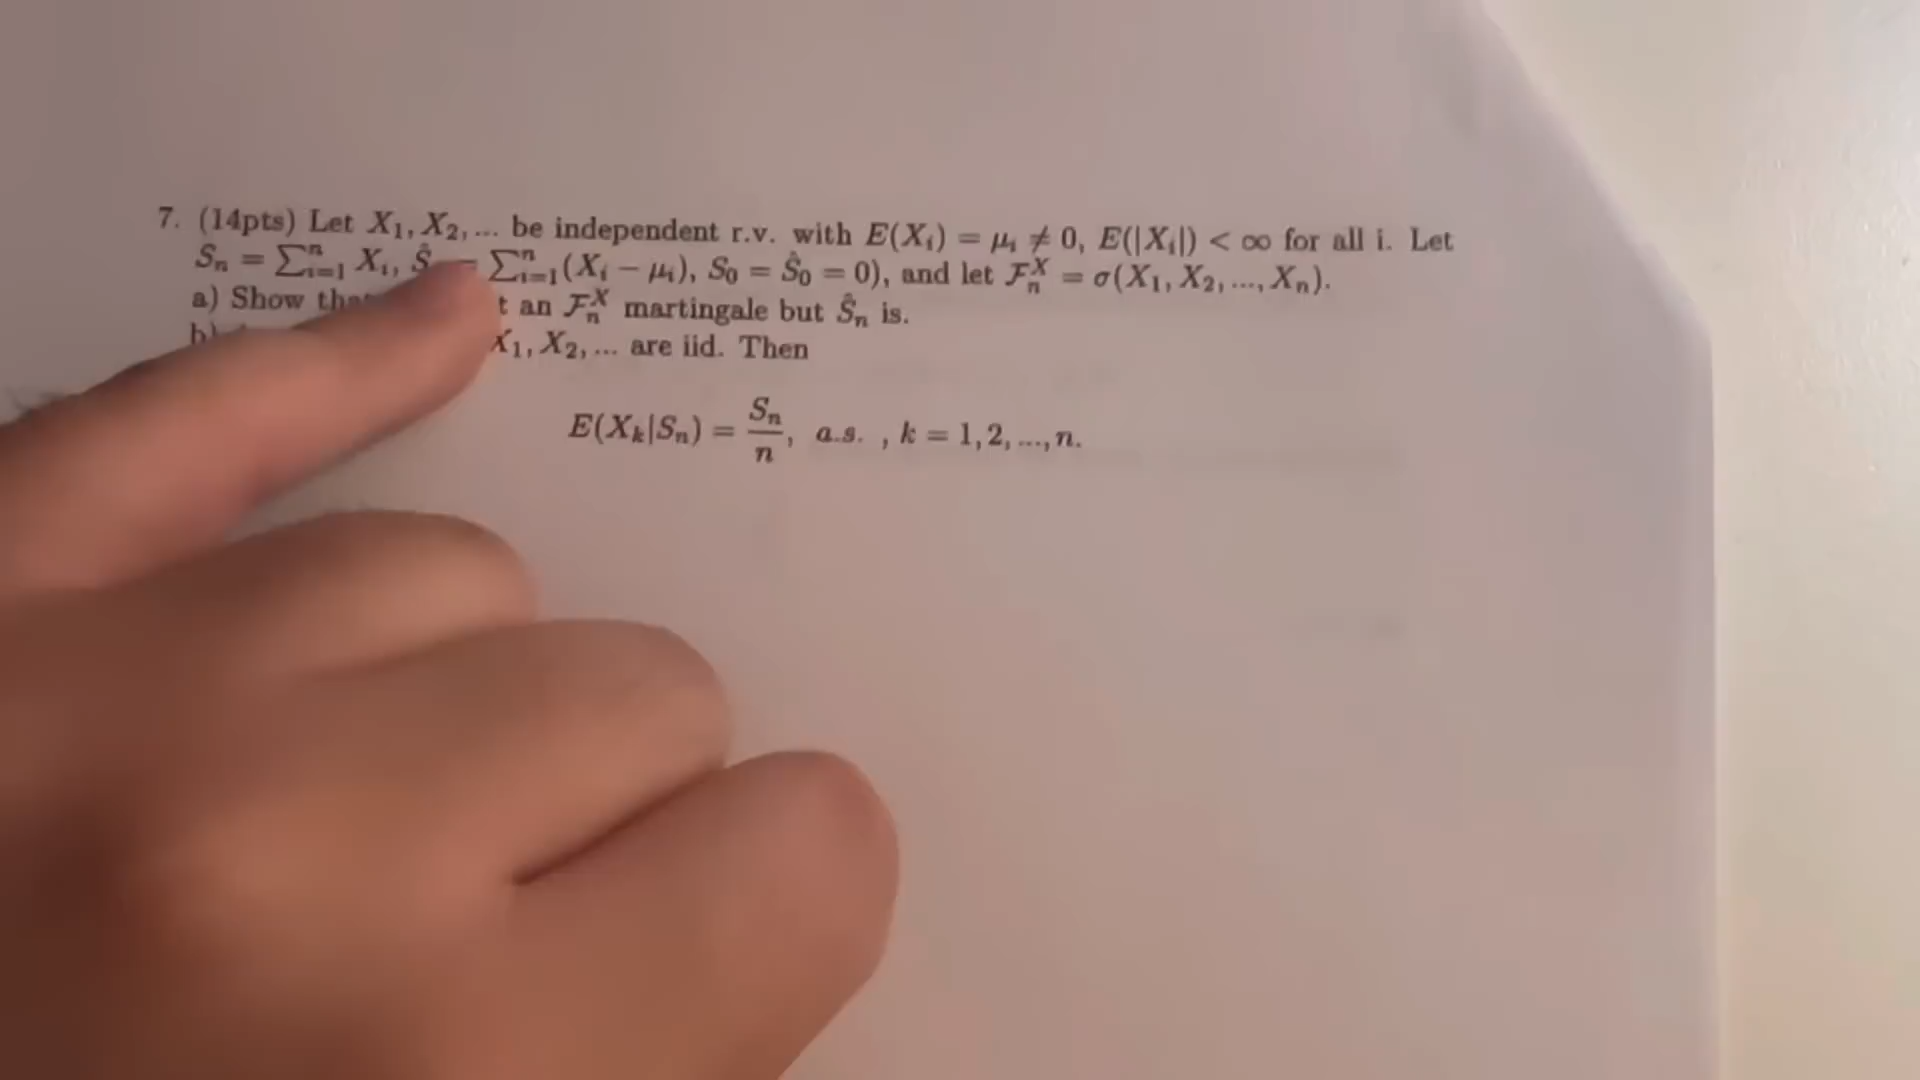 7. (14pts) Let X₁, X₂, ... be independent r.v. with E(Xᵢ) = μᵢ ≠ 0, E(|Xᵢ|) < ∞ for all i. Let
Sₙ = ∑ⁿᵢ₌₁ Xᵢ, Ŝ = ∑ⁿᵢ₌₁(Xᵢ − μᵢ), S₀ = Ŝ₀ = 0), and let 𝓕ₙˣ = σ(X₁, X₂, ..., Xₙ).
a) Show t an 𝓕ₙˣ martingale but Ŝₙ is.
b) X₁, X₂, ... are iid. Then
E(Xₖ|Sₙ) = Sₙ/n, a.s. , k = 1, 2, ..., n.